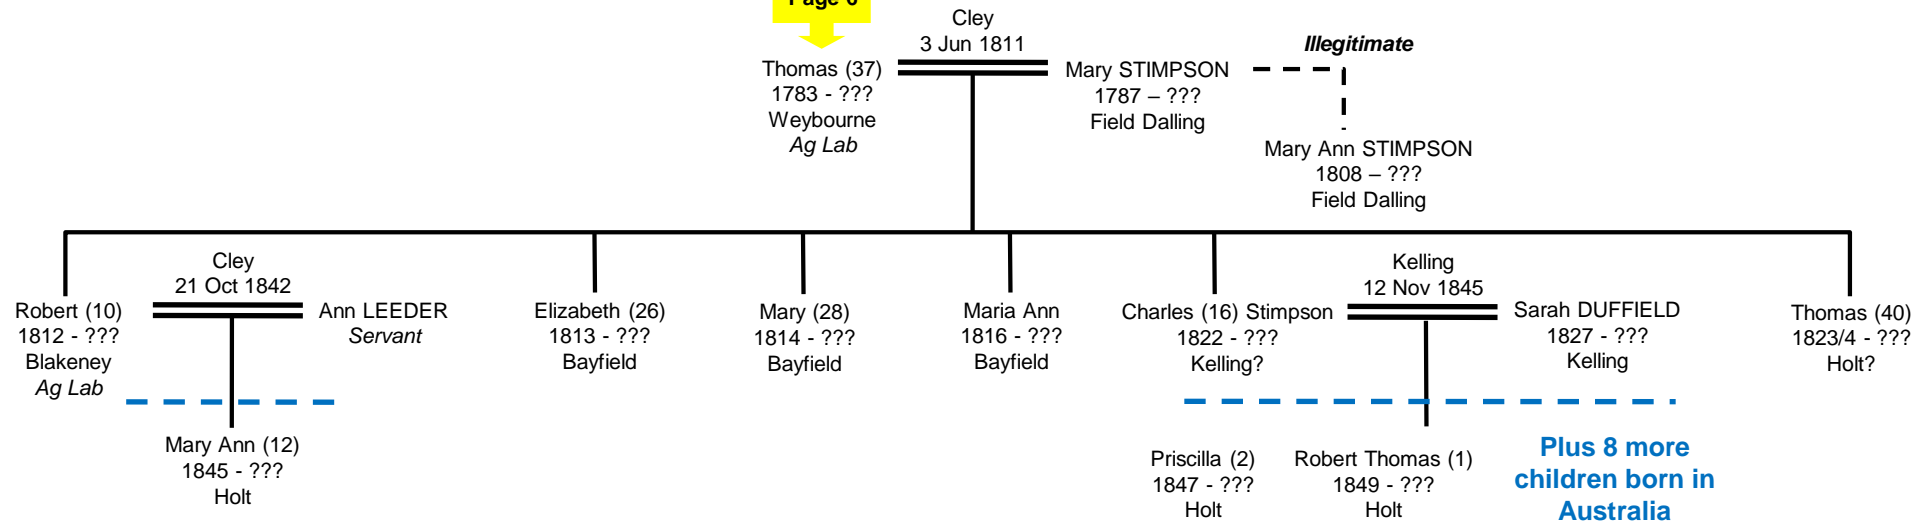 Page 6
Cley
3 Jun 1811
Illegitimate
Thomas (37)
1783 - ???
Weybourne
Ag Lab
Mary STIMPSON
1787 – ???
Field Dalling
Mary Ann STIMPSON
1808 – ???
Field Dalling
Cley
21 Oct 1842
Robert (10)
1812 - ???
Blakeney
Ag Lab
Ann LEEDER
Servant
Elizabeth (26)
1813 - ???
Bayfield
Mary (28)
1814 - ???
Bayfield
Maria Ann
1816 - ???
Bayfield
Kelling
12 Nov 1845
Charles (16) Stimpson
1822 - ???
Kelling?
Sarah DUFFIELD
1827 - ???
Kelling
Thomas (40)
1823/4 - ???
Holt?
Mary Ann (12)
1845 - ???
Holt
Priscilla (2)
1847 - ???
Holt
Robert Thomas (1)
1849 - ???
Holt
Plus 8 more
children born in
Australia